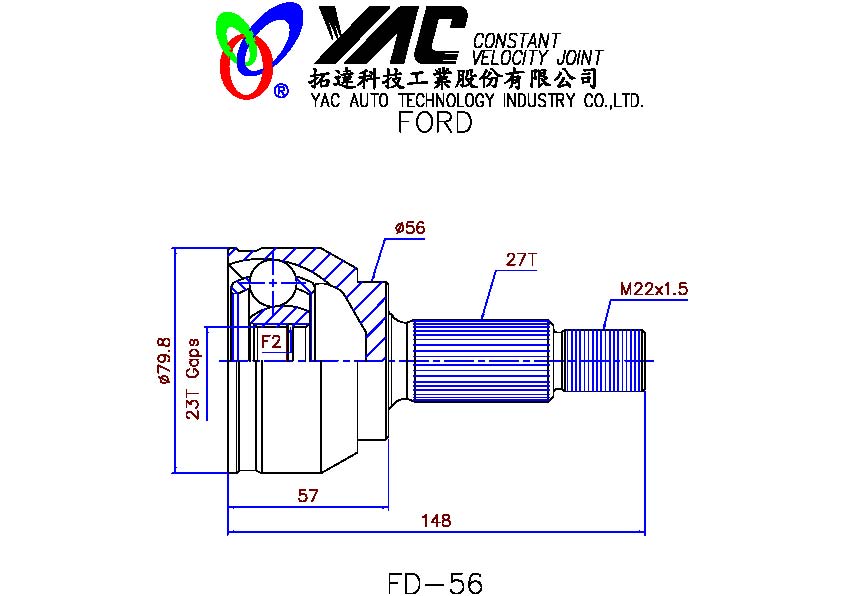 YAC CONSTANT
VELOCITY JOINT
®
拓達科技工業股份有限公司
YAC AUTO TECHNOLOGY INDUSTRY CO.,LTD.
FORD
ø56
27T
M22x1.5
F2
ø79.8
23T Gaps
57
148
FD-56